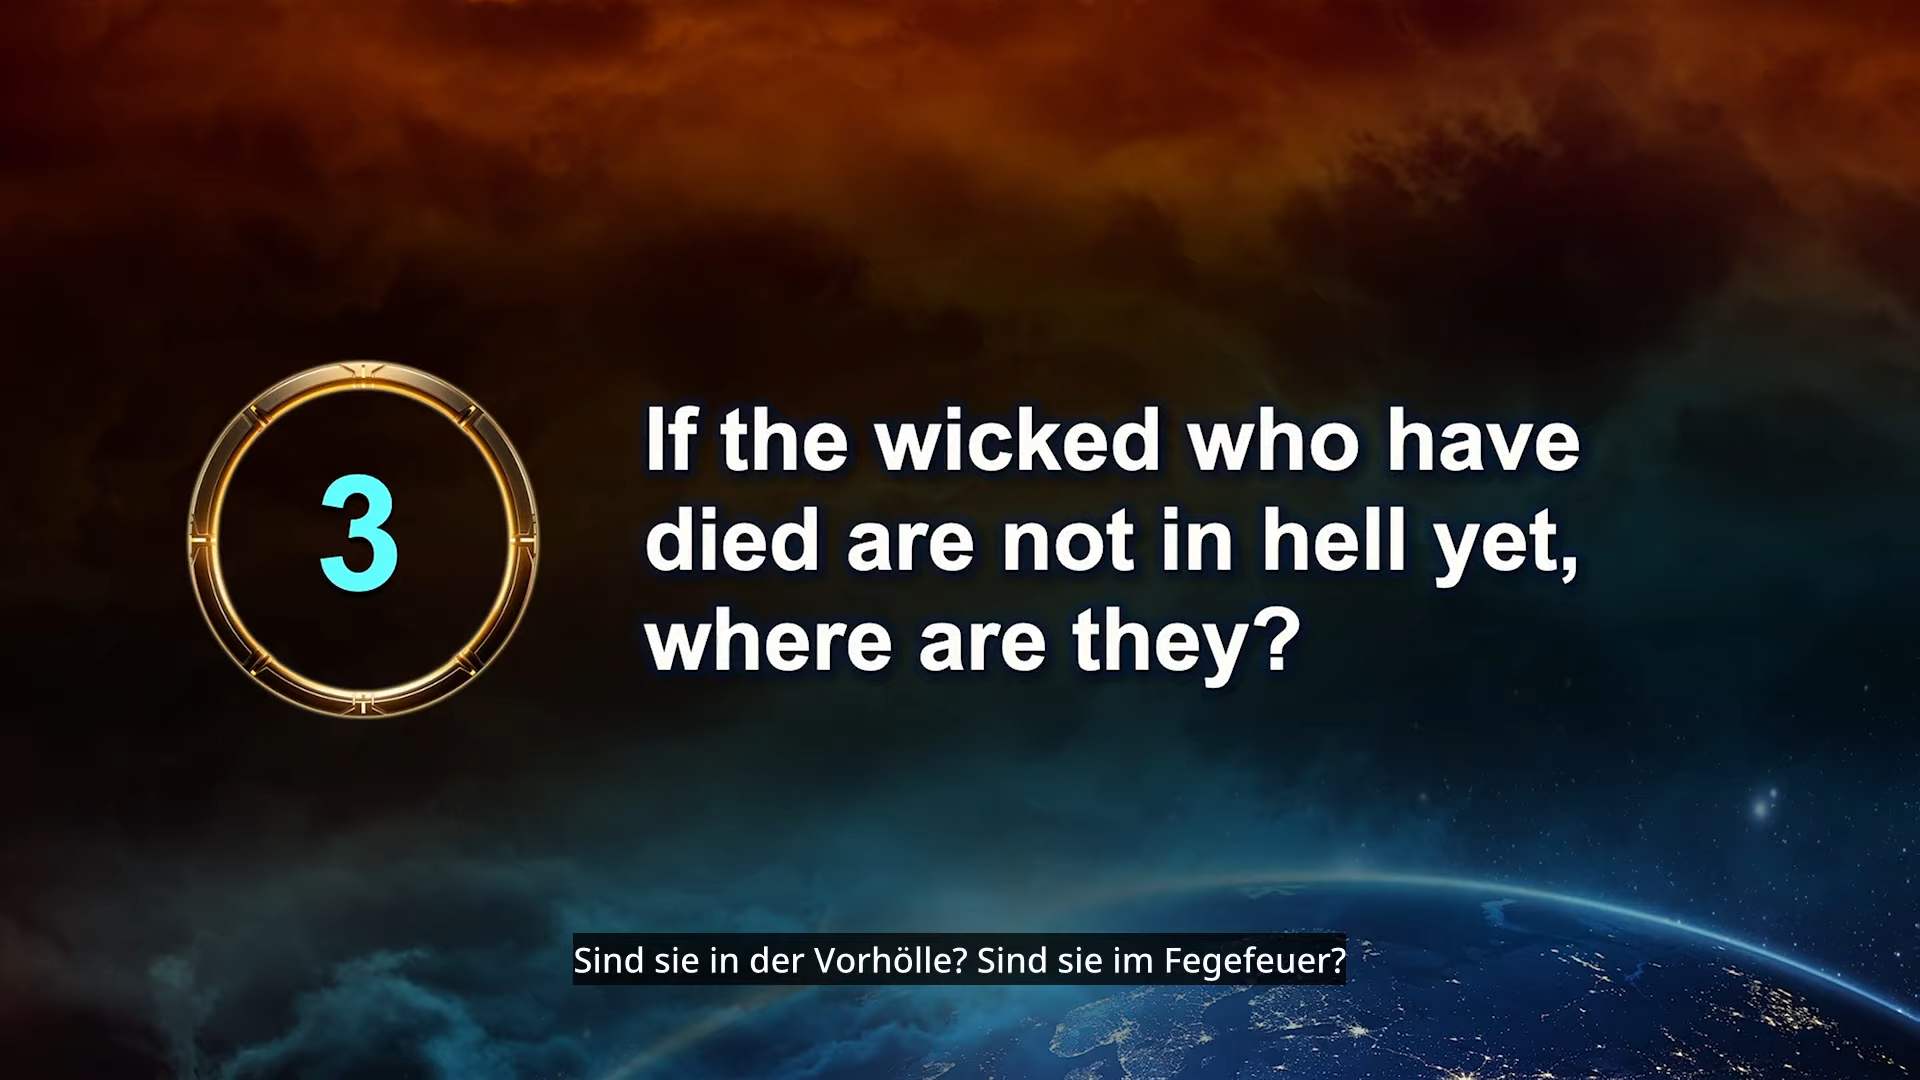 3
If the wicked who have
died are not in hell yet,
where are they?
Sind sie in der Vorhölle? Sind sie im Fegefeuer?